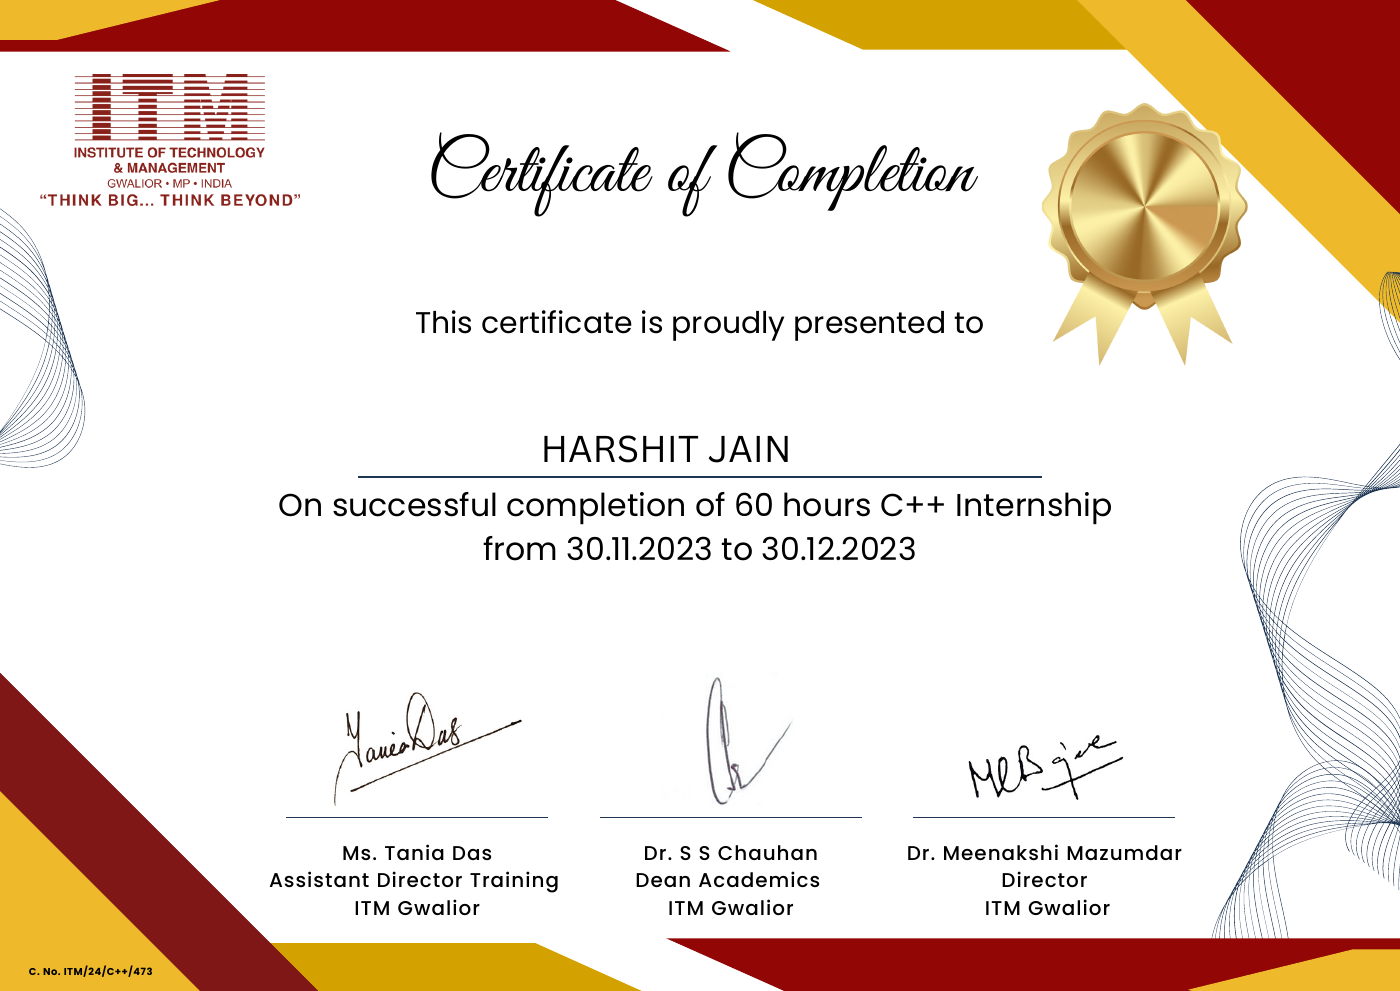 ITM
INSTITUTE OF TECHNOLOGY
& MANAGEMENT
GWALIOR • MP • INDIA
“THINK BIG... THINK BEYOND”
Certificate of Completion
This certificate is proudly presented to
HARSHIT JAIN
On successful completion of 60 hours C++ Internship
from 30.11.2023 to 30.12.2023
Tania Das
Ms. Tania Das
Assistant Director Training
ITM Gwalior
Dr. S S Chauhan
Dean Academics
ITM Gwalior
Dr. Meenakshi Mazumdar
Director
ITM Gwalior
C. No. ITM/24/C++/473